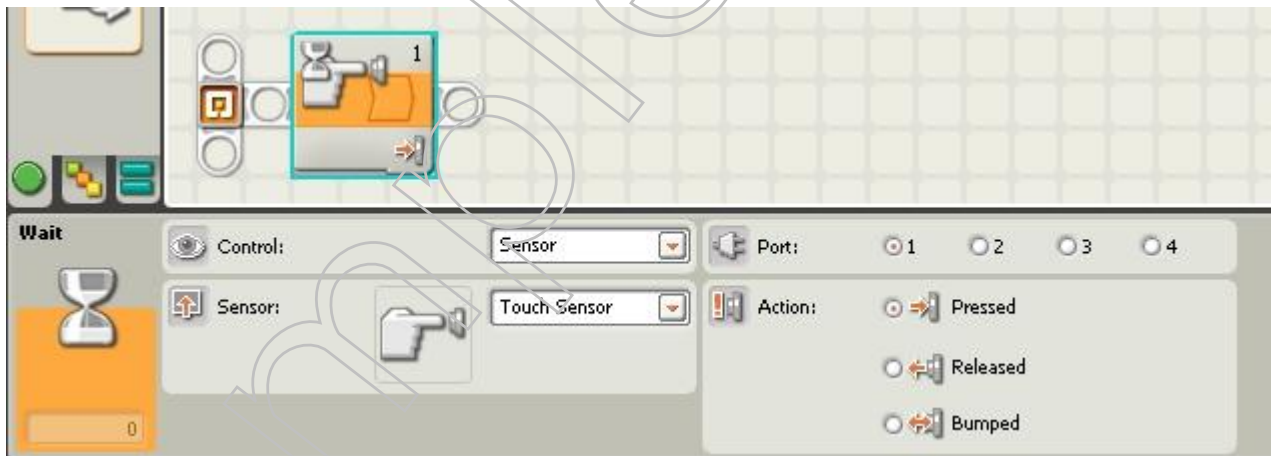 1
Wait
Control:
Sensor
Port:
1 2 3 4
Sensor:
Touch Sensor
Action:
Pressed
Released
Bumped
0